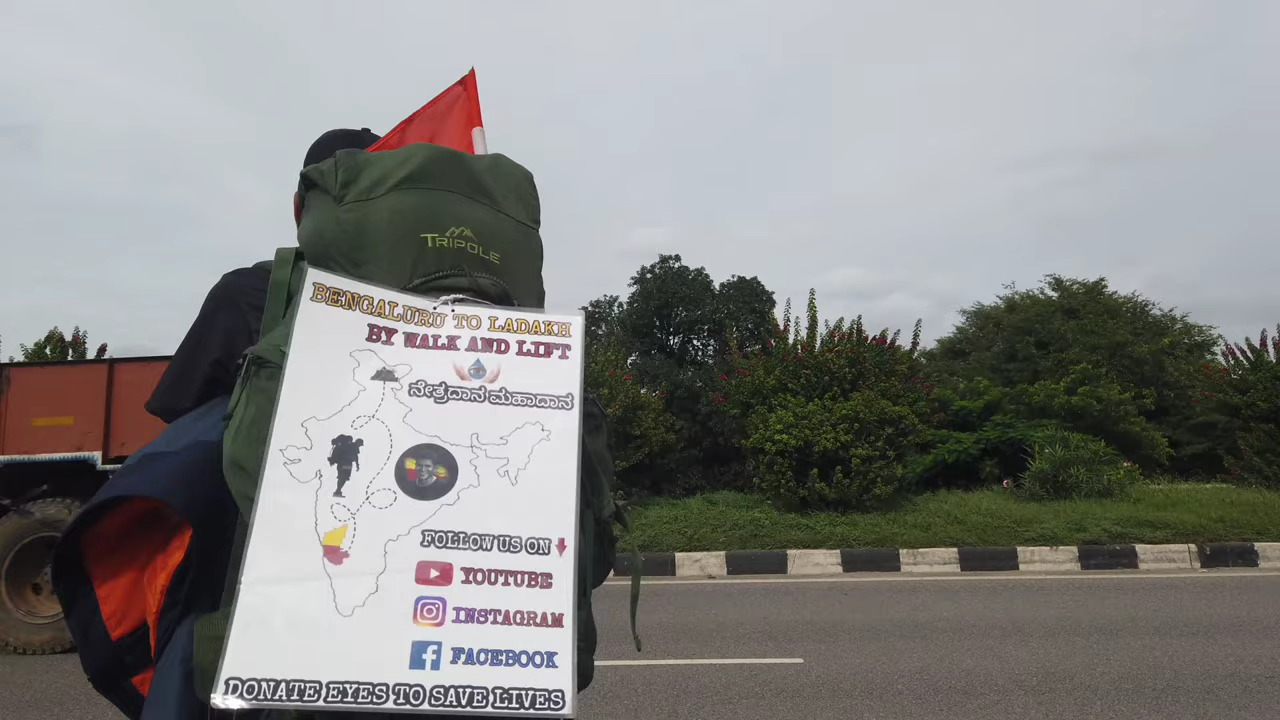 TRIPOLE
BENGALURU TO LADAKH
BY WALK AND LIFT
ನೇತ್ರದಾನ ಮಹಾದಾನ
FOLLOW US ON
YOUTUBE
INSTAGRAM
FACEBOOK
DONATE EYES TO SAVE LIVES